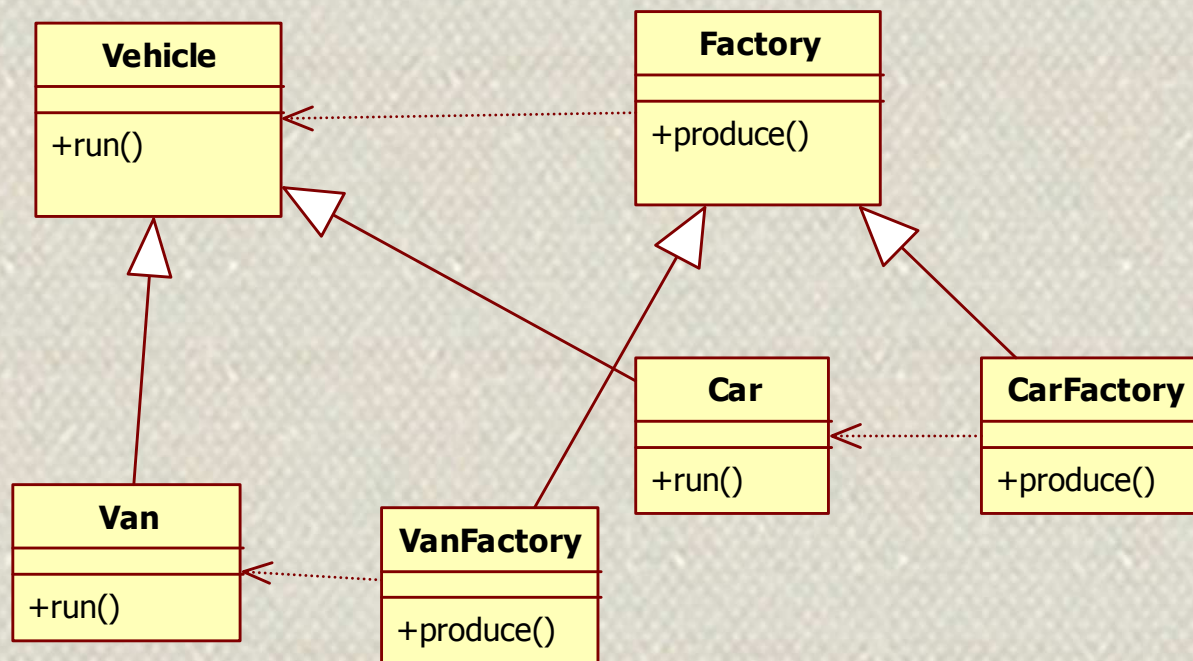 Vehicle
+run()
Factory
+produce()
Car
+run()
CarFactory
+produce()
Van
+run()
VanFactory
+produce()